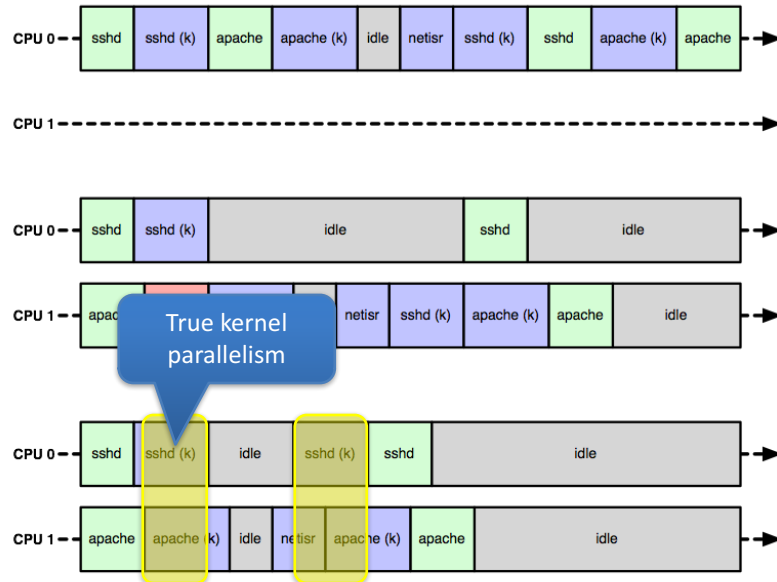 CPU 0 sshd sshd (k) apache apache (k) idle netisr sshd (k) sshd apache (k) apache
CPU 1
CPU 0 sshd sshd (k) idle sshd idle
CPU 1 netisr sshd (k) apache (k) apache idle
True kernel
parallelism
CPU 0 sshd sshd (k) idle sshd (k) sshd idle
CPU 1 apache apache (k) idle netisr apache (k) apache idle